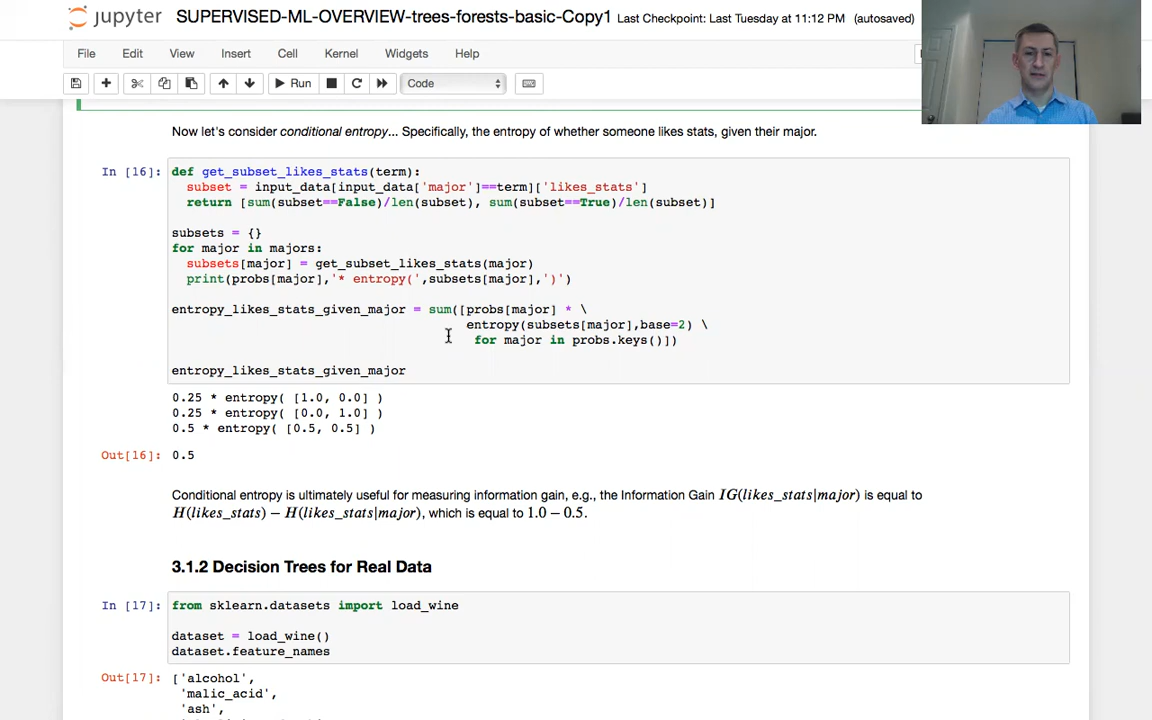 jupyter SUPERVISED-ML-OVERVIEW-trees-forests-basic-Copy1 Last Checkpoint: Last Tuesday at 11:12 PM (autosaved)
File Edit View Insert Cell Kernel Widgets Help
Run Code
Now let's consider conditional entropy... Specifically, the entropy of whether someone likes stats, given their major.
In [16]: def get_subset_likes_stats(term):
subset = input_data[input_data['major']==term]['likes_stats']
return [sum(subset==False)/len(subset), sum(subset==True)/len(subset)]
subsets = {}
for major in majors:
subsets[major] = get_subset_likes_stats(major)
print(probs[major],'* entropy(',subsets[major],')')
entropy_likes_stats_given_major = sum([probs[major] * \
entropy(subsets[major],base=2) \
for major in probs.keys()])
entropy_likes_stats_given_major
0.25 * entropy( [1.0, 0.0] )
0.25 * entropy( [0.0, 1.0] )
0.5 * entropy( [0.5, 0.5] )
Out[16]: 0.5
Conditional entropy is ultimately useful for measuring information gain, e.g., the Information Gain IG(likes_stats|major) is equal to
H(likes_stats) − H(likes_stats|major), which is equal to 1.0 − 0.5.
3.1.2 Decision Trees for Real Data
In [17]: from sklearn.datasets import load_wine
dataset = load_wine()
dataset.feature_names
Out[17]: ['alcohol',
'malic_acid',
'ash',